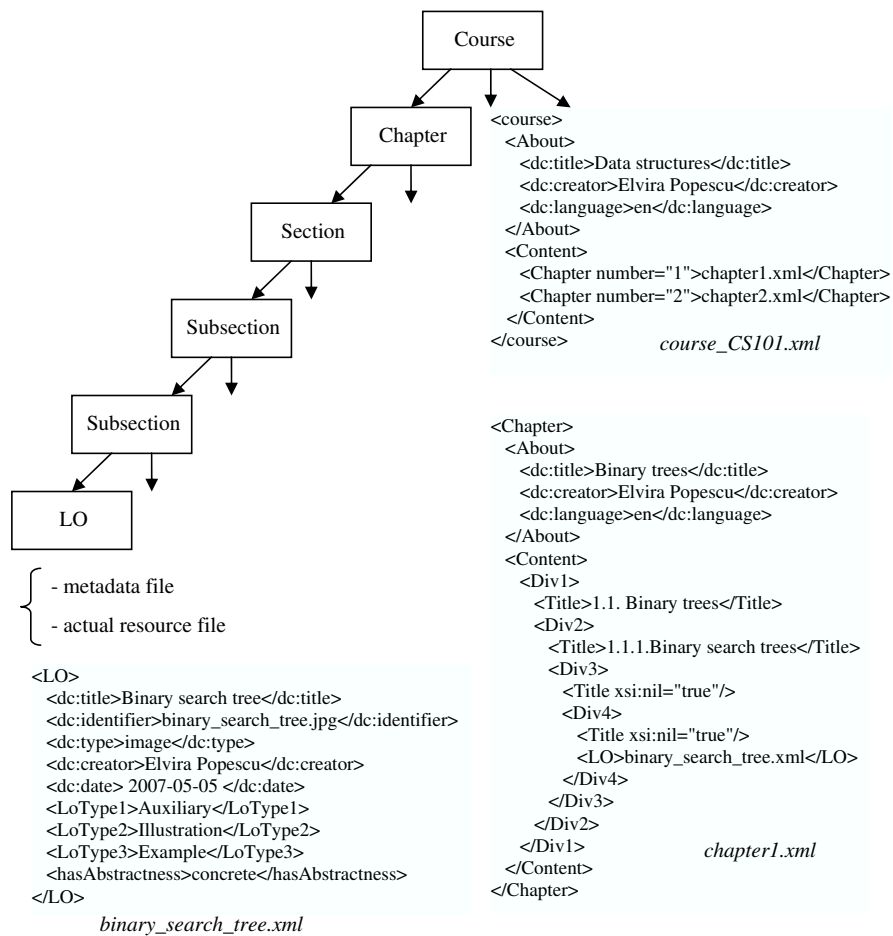 Course
Chapter
Section
Subsection
Subsection
LO
- metadata file
- actual resource file
<LO>
<dc:title>Binary search tree</dc:title>
<dc:identifier>binary_search_tree.jpg</dc:identifier>
<dc:type>image</dc:type>
<dc:creator>Elvira Popescu</dc:creator>
<dc:date> 2007-05-05 </dc:date>
<LoType1>Auxiliary</LoType1>
<LoType2>Illustration</LoType2>
<LoType3>Example</LoType3>
<hasAbstractness>concrete</hasAbstractness>
</LO>
binary_search_tree.xml
<course>
<About>
<dc:title>Data structures</dc:title>
<dc:creator>Elvira Popescu</dc:creator>
<dc:language>en</dc:language>
</About>
<Content>
<Chapter number="1">chapter1.xml</Chapter>
<Chapter number="2">chapter2.xml</Chapter>
</Content>
</course>
course_CS101.xml
<Chapter>
<About>
<dc:title>Binary trees</dc:title>
<dc:creator>Elvira Popescu</dc:creator>
<dc:language>en</dc:language>
</About>
<Content>
<Div1>
<Title>1.1. Binary trees</Title>
<Div2>
<Title>1.1.1.Binary search trees</Title>
<Div3>
<Title xsi:nil="true"/>
<Div4>
<Title xsi:nil="true"/>
<LO>binary_search_tree.xml</LO>
</Div4>
</Div3>
</Div2>
</Div1>
</Content>
</Chapter>
chapter1.xml